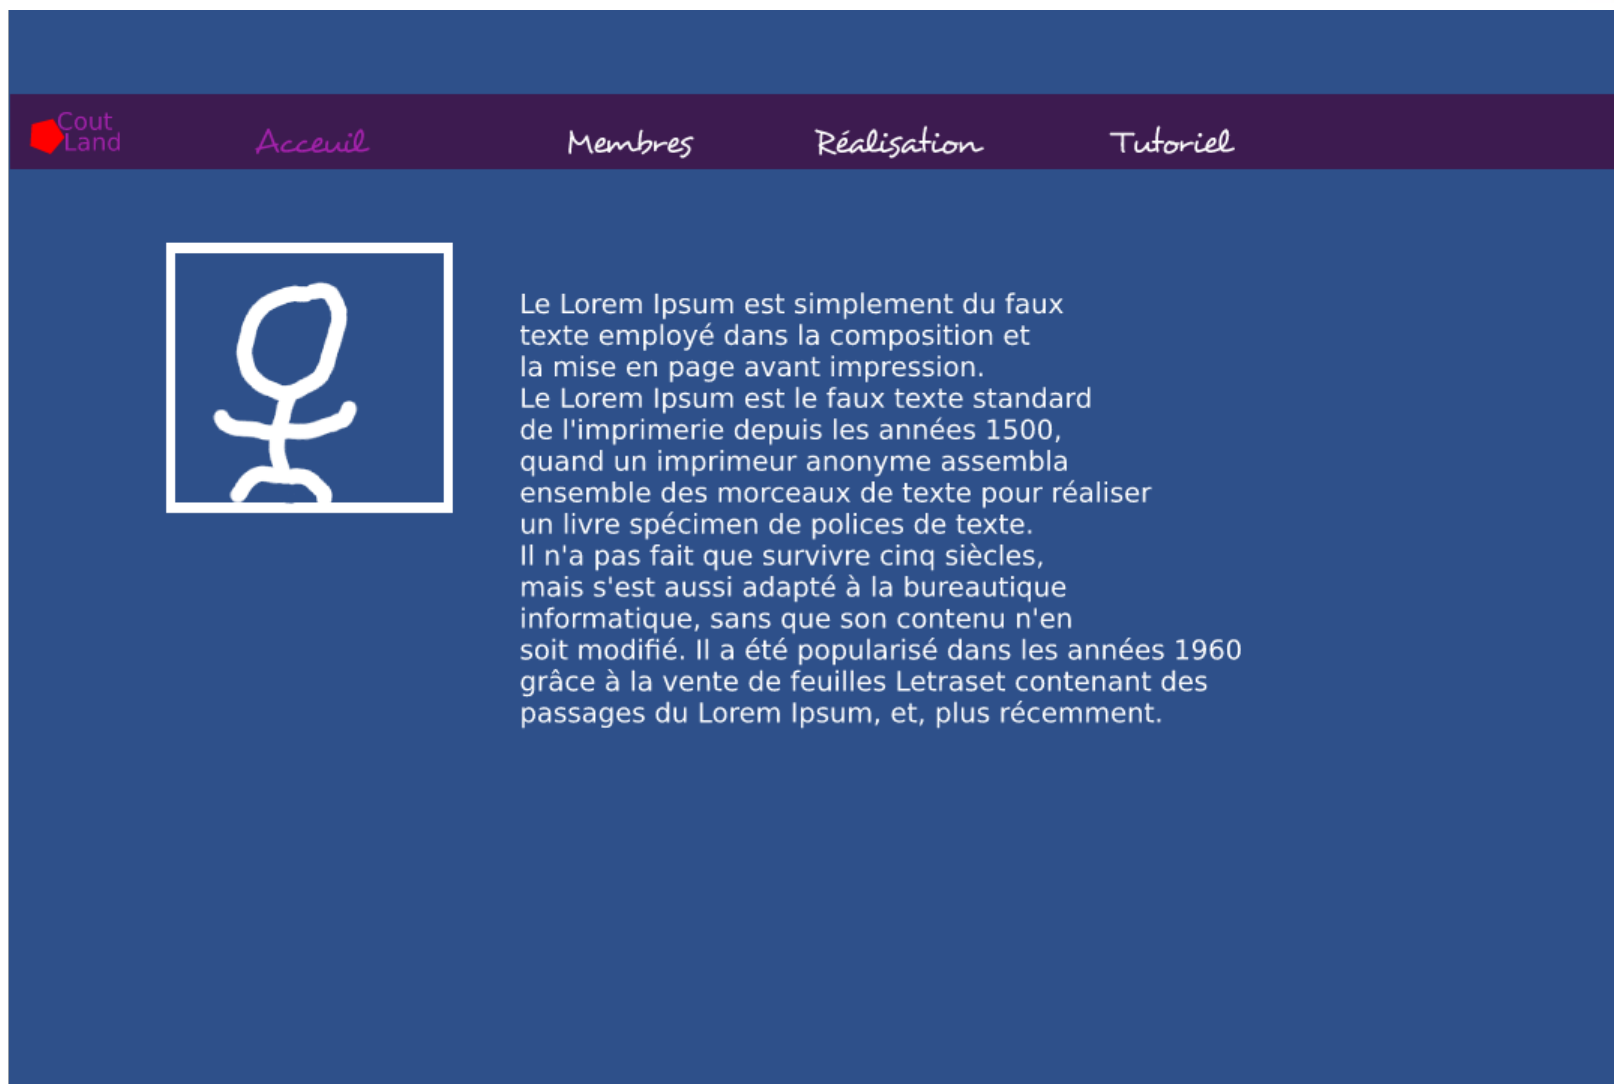 Cout
Land
Acceuil
Membres
Réalisation
Tutoriel
Le Lorem Ipsum est simplement du faux
texte employé dans la composition et
la mise en page avant impression.
Le Lorem Ipsum est le faux texte standard
de l'imprimerie depuis les années 1500,
quand un imprimeur anonyme assembla
ensemble des morceaux de texte pour réaliser
un livre spécimen de polices de texte.
Il n'a pas fait que survivre cinq siècles,
mais s'est aussi adapté à la bureautique
informatique, sans que son contenu n'en
soit modifié. Il a été popularisé dans les années 1960
grâce à la vente de feuilles Letraset contenant des
passages du Lorem Ipsum, et, plus récemment.